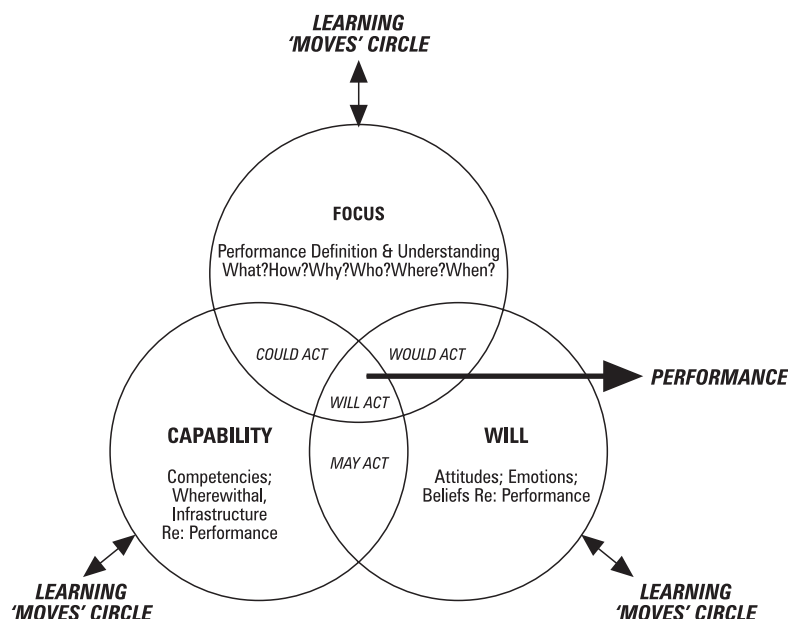 LEARNING
'MOVES' CIRCLE
FOCUS
Performance Definition & Understanding
What?How?Why?Who?Where?When?
COULD ACT
WOULD ACT
PERFORMANCE
WILL ACT
CAPABILITY
WILL
MAY ACT
Competencies;
Wherewithal,
Infrastructure
Re: Performance
Attitudes; Emotions;
Beliefs Re: Performance
LEARNING
'MOVES' CIRCLE
LEARNING
'MOVES' CIRCLE